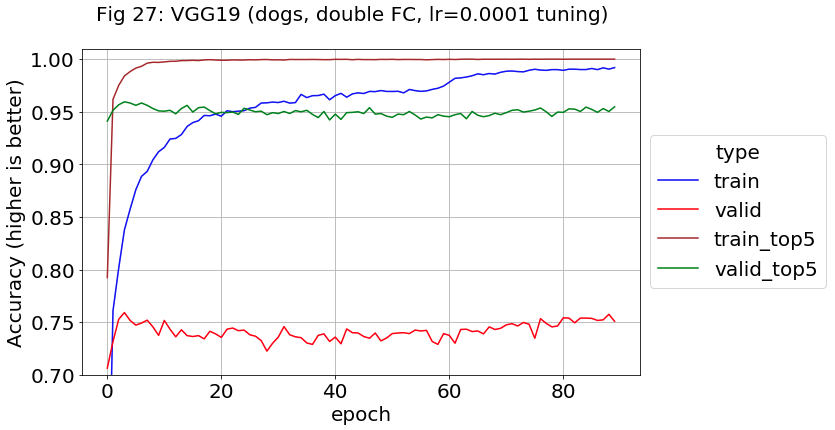 Fig 27: VGG19 (dogs, double FC, lr=0.0001 tuning)
Accuracy (higher is better)
1.00
0.95
0.90
0.85
0.80
0.75
0.70
0
20
40
60
80
epoch
type
train
valid
train_top5
valid_top5